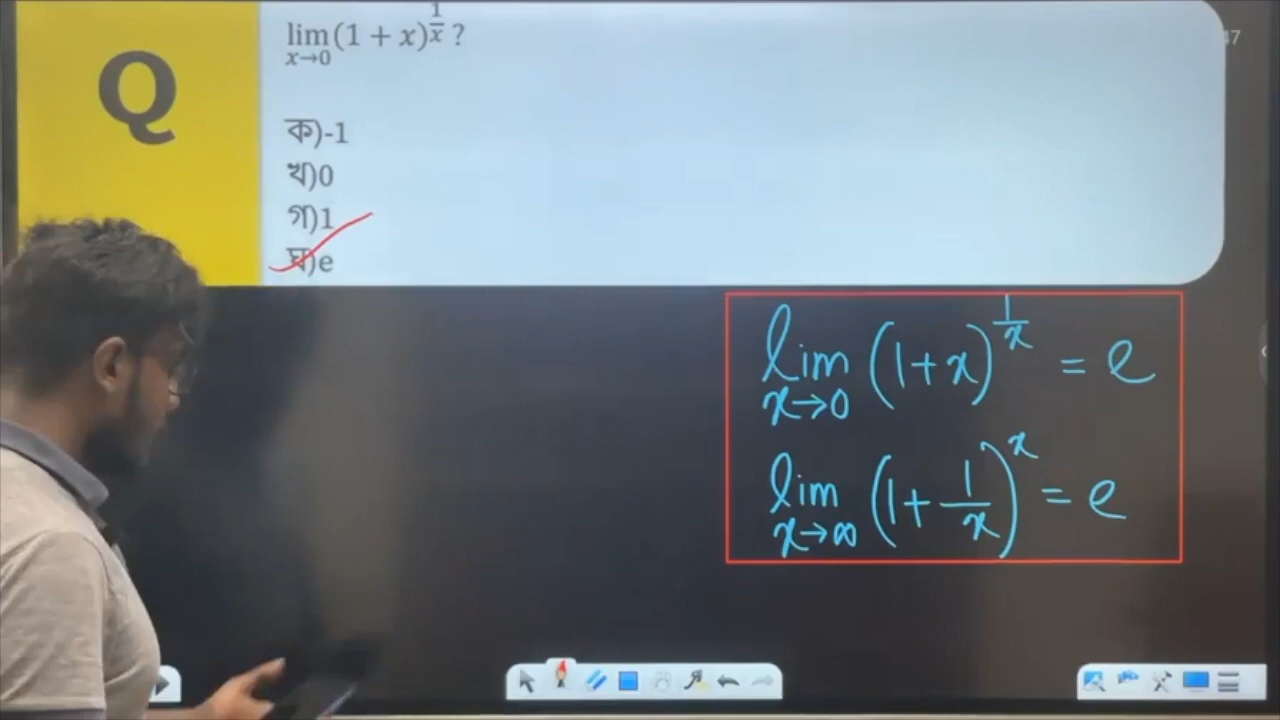 Q
lim (1 + x)^(1/x) ?
x→0
ক)-1
খ)0
গ)1
ঘ)e
lim (1+x)^(1/x) = e
x→0
lim (1+1/x)^x = e
x→∞